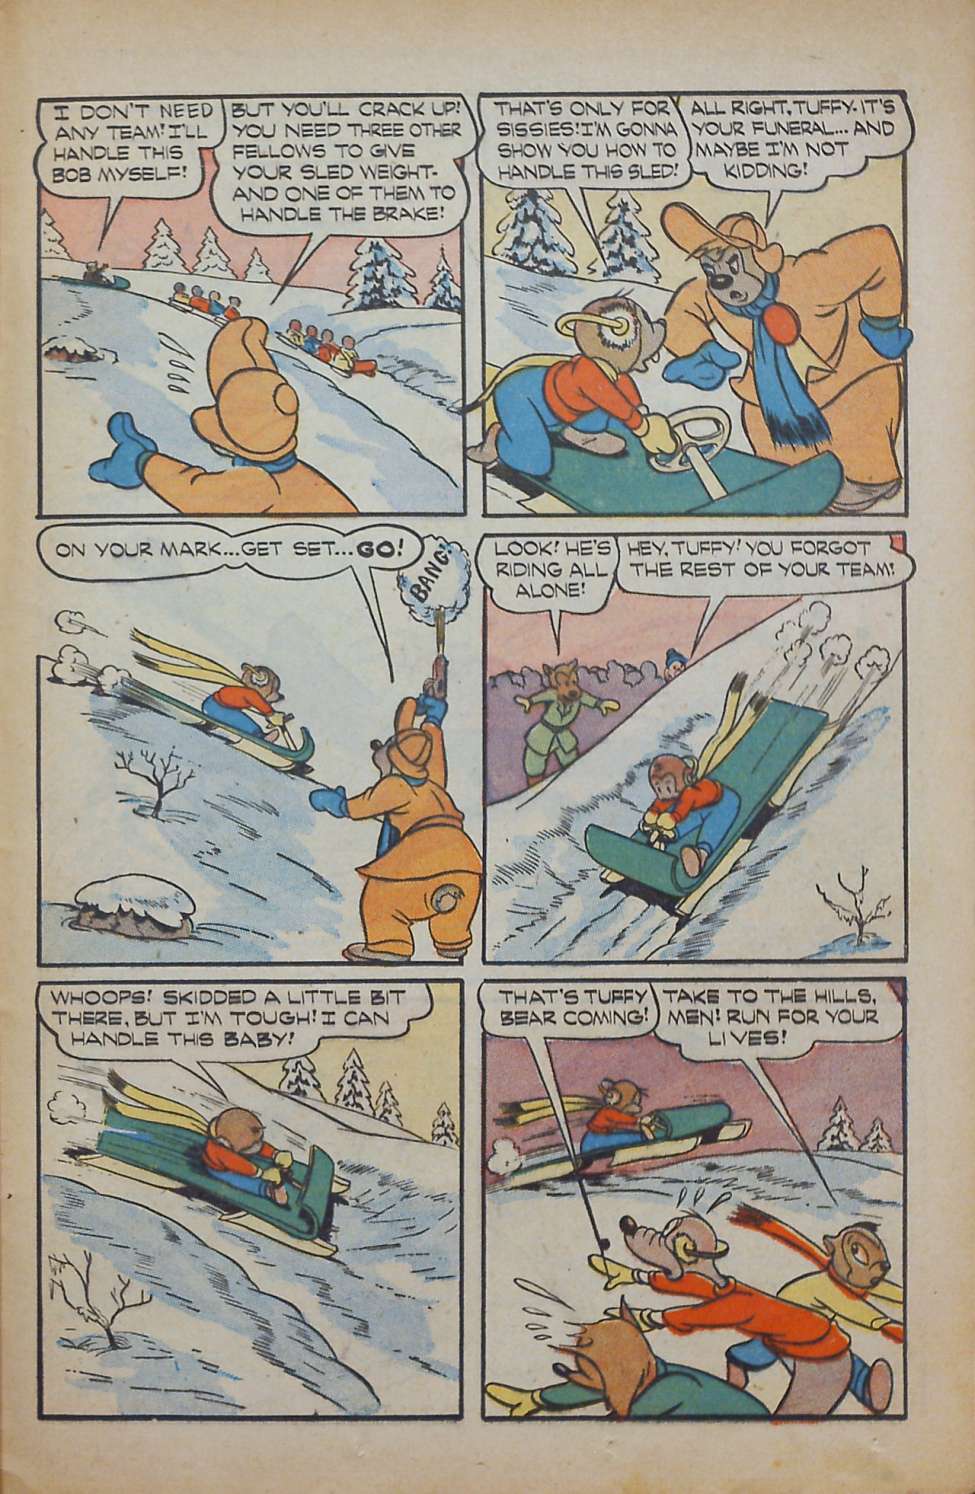 I DON'T NEED
ANY TEAM! I'LL
HANDLE THIS
BOB MYSELF!
BUT YOU'LL CRACK UP!
YOU NEED THREE OTHER
FELLOWS TO GIVE
YOUR SLED WEIGHT-
AND ONE OF THEM TO
HANDLE THE BRAKE!
THAT'S ONLY FOR
SISSIES! I'M GONNA
SHOW YOU HOW TO
HANDLE THIS SLED!
ALL RIGHT, TUFFY- IT'S
YOUR FUNERAL... AND
MAYBE I'M NOT
KIDDING!
ON YOUR MARK...GET SET...GO!
BANG!
LOOK! HE'S
RIDING ALL
ALONE!
HEY, TUFFY! YOU FORGOT
THE REST OF YOUR TEAM!
WHOOPS! SKIDDED A LITTLE BIT
THERE, BUT I'M TOUGH! I CAN
HANDLE THIS BABY!
THAT'S TUFFY
BEAR COMING!
TAKE TO THE HILLS,
MEN! RUN FOR YOUR
LIVES!